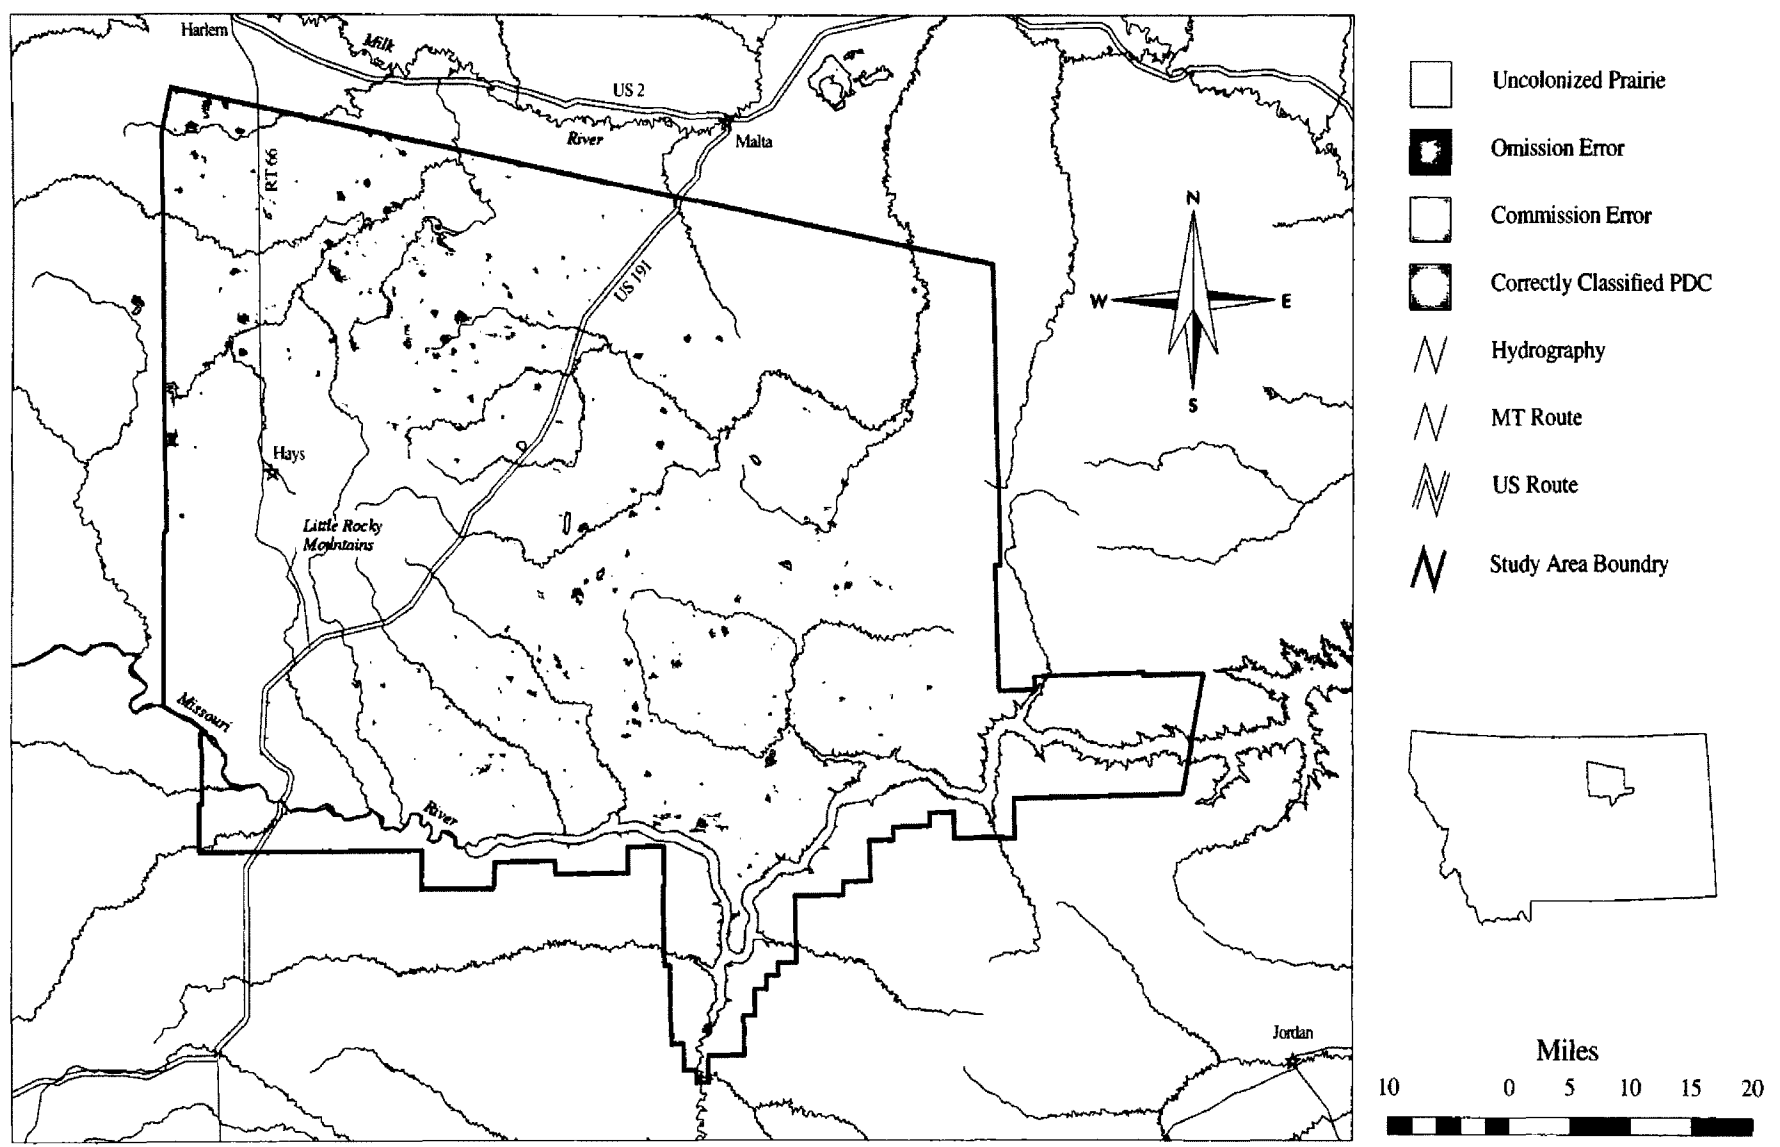 Harlem
Milk
US 2
River
Malta
RT 66
US 191
Hays
Little Rocky
Mountains
Missouri
River
Jordan
N
W
E
S
Uncolonized Prairie
Omission Error
Commission Error
Correctly Classified PDC
Hydrography
MT Route
US Route
Study Area Boundry
Miles
10 0 5 10 15 20